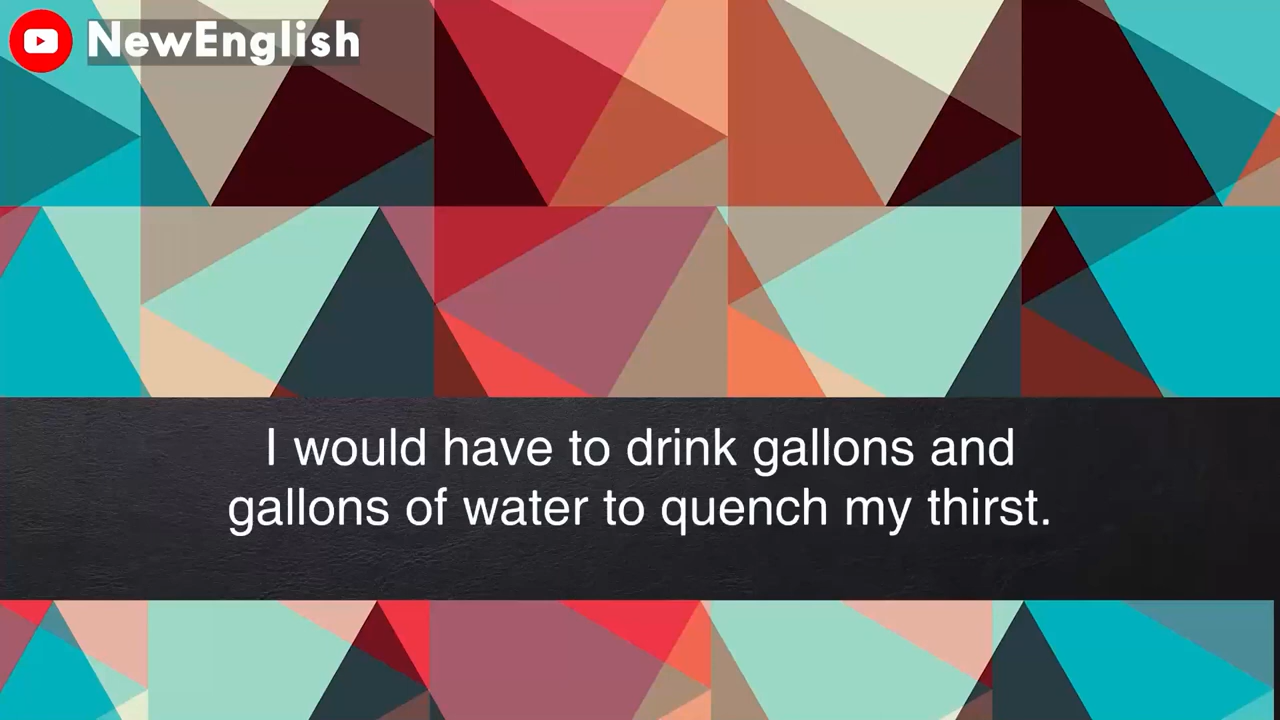 NewEnglish
I would have to drink gallons and
gallons of water to quench my thirst.